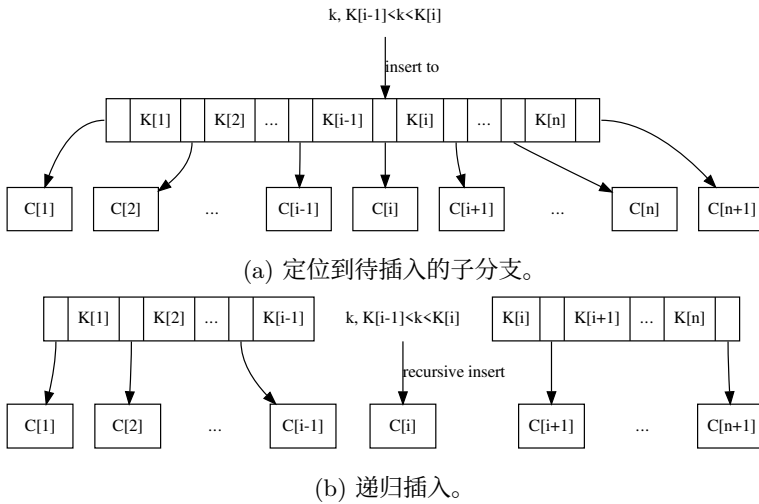 k, K[i-1]<k<K[i]
insert to
K[1] K[2] ... K[i-1] K[i] ... K[n]
C[1] C[2] ... C[i-1] C[i] C[i+1] ... C[n] C[n+1]
(a) 定位到待插入的子分支。
K[1] K[2] ... K[i-1] k, K[i-1]<k<K[i] K[i] K[i+1] ... K[n]
recursive insert
C[1] C[2] ... C[i-1] C[i] C[i+1] ... C[n+1]
(b) 递归插入。